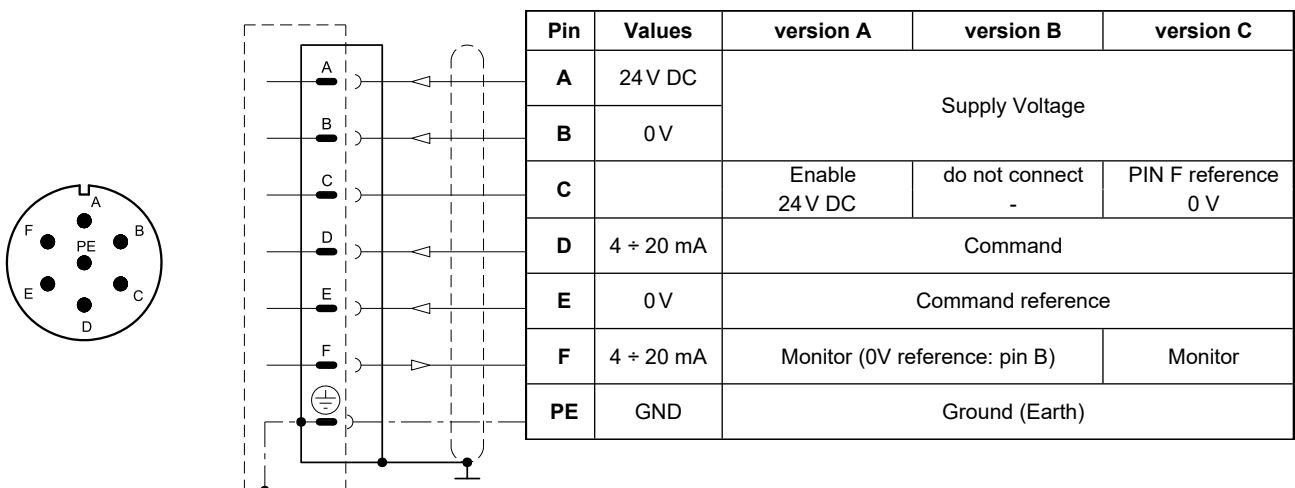 A
B
C
D
E
F
PE
A
B
C
D
E
F
Pin Values version A version B version C
A 24 V DC Supply Voltage
B 0 V
C Enable 24 V DC do not connect - PIN F reference 0 V
D 4 ÷ 20 mA Command
E 0 V Command reference
F 4 ÷ 20 mA Monitor (0V reference: pin B) Monitor
PE GND Ground (Earth)